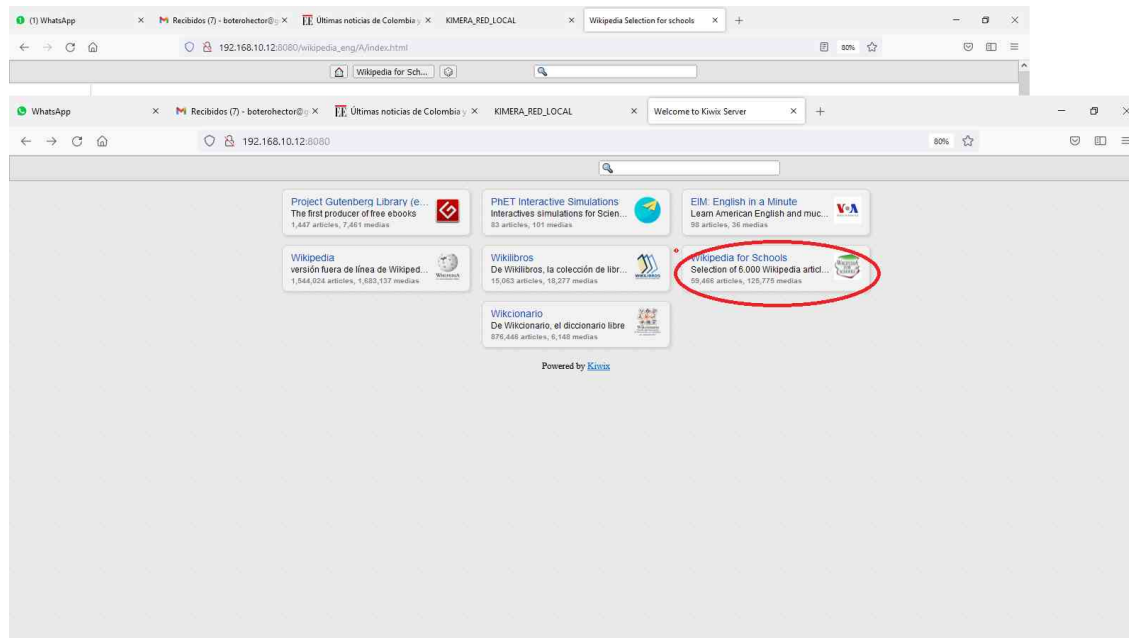 (1) WhatsApp
Recibidos (7) - boterohector@g
Últimas noticias de Colombia y
KIMERA_RED_LOCAL
Wikipedia Selection for schools
192.168.10.12:8080/wikipedia_eng/A/index.html
80%
Wikipedia for Sch...
WhatsApp
Recibidos (7) - boterohector@g
Últimas noticias de Colombia y
KIMERA_RED_LOCAL
Welcome to Kiwix Server
192.168.10.12:8080
80%
Project Gutenberg Library (e...
The first producer of free ebooks
1,447 articles, 7,461 medias
PhET Interactive Simulations
Interactives simulations for Scien...
83 articles, 101 medias
EIM: English in a Minute
Learn American English and muc...
98 articles, 36 medias
VOA
Wikipedia
versión fuera de línea de Wikiped...
1,544,024 articles, 1,683,137 medias
Wikilibros
De Wikilibros, la colección de libr...
15,063 articles, 18,277 medias
Wikipedia for Schools
Selection of 6.000 Wikipedia articl...
59,466 articles, 125,775 medias
Wikcionario
De Wikcionario, el diccionario libre
876,448 articles, 6,148 medias
Powered by Kiwix